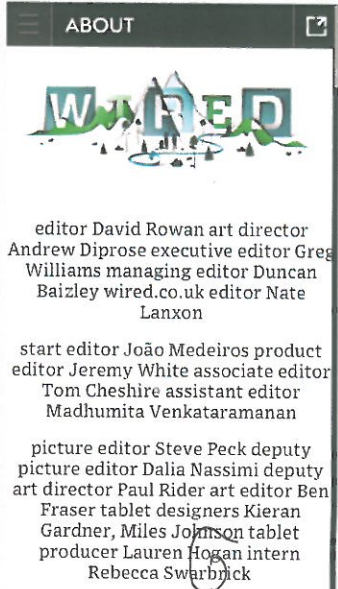 ABOUT
WIRED
editor David Rowan art director
Andrew Diprose executive editor Greg
Williams managing editor Duncan
Baizley wired.co.uk editor Nate
Lanxon
start editor João Medeiros product
editor Jeremy White associate editor
Tom Cheshire assistant editor
Madhumita Venkataramanan
picture editor Steve Peck deputy
picture editor Dalia Nassimi deputy
art director Paul Rider art editor Ben
Fraser tablet designers Kieran
Gardner, Miles Johnson tablet
producer Lauren Hogan intern
Rebecca Swarbrick